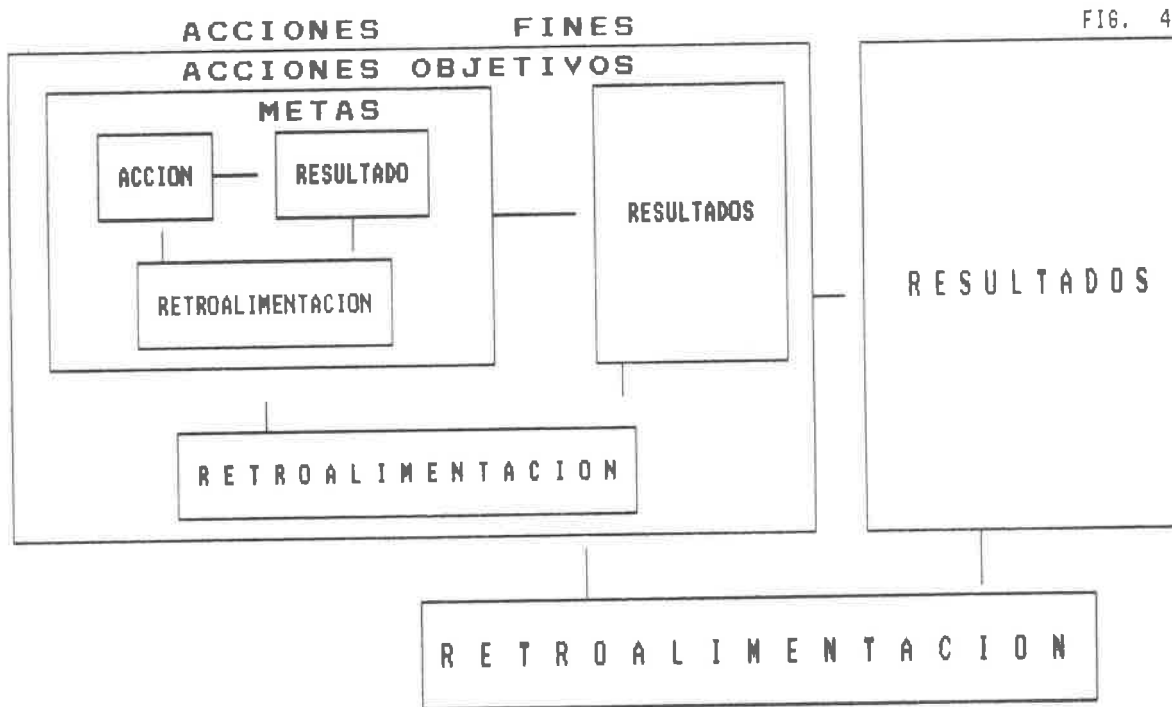 FIG. 4
ACCIONES FINES
ACCIONES OBJETIVOS
METAS
ACCION
RESULTADO
RETROALIMENTACION
RESULTADOS
RETROALIMENTACION
RESULTADOS
RETROALIMENTACION